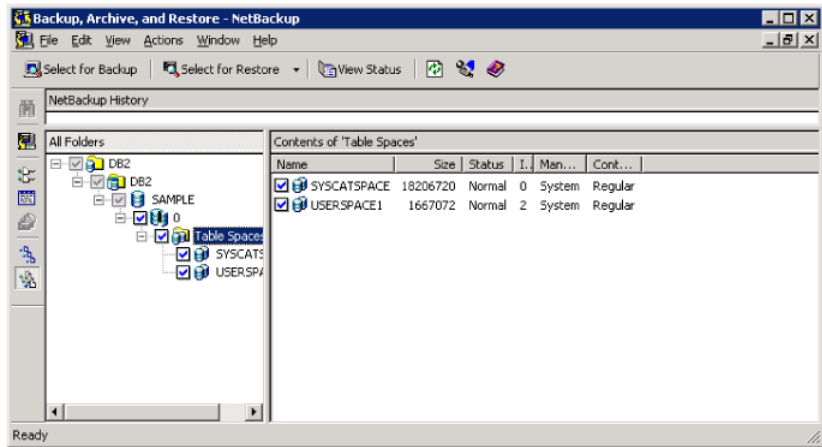 Backup, Archive, and Restore - NetBackup
File Edit View Actions Window Help
Select for Backup Select for Restore View Status
NetBackup History
All Folders
Contents of 'Table Spaces'
DB2
DB2
SAMPLE
0
Table Spaces
SYSCATS
USERSPA
Name Size Status I.. Man... Cont...
SYSCATSPACE 18206720 Normal 0 System Regular
USERSPACE1 1667072 Normal 2 System Regular
Ready